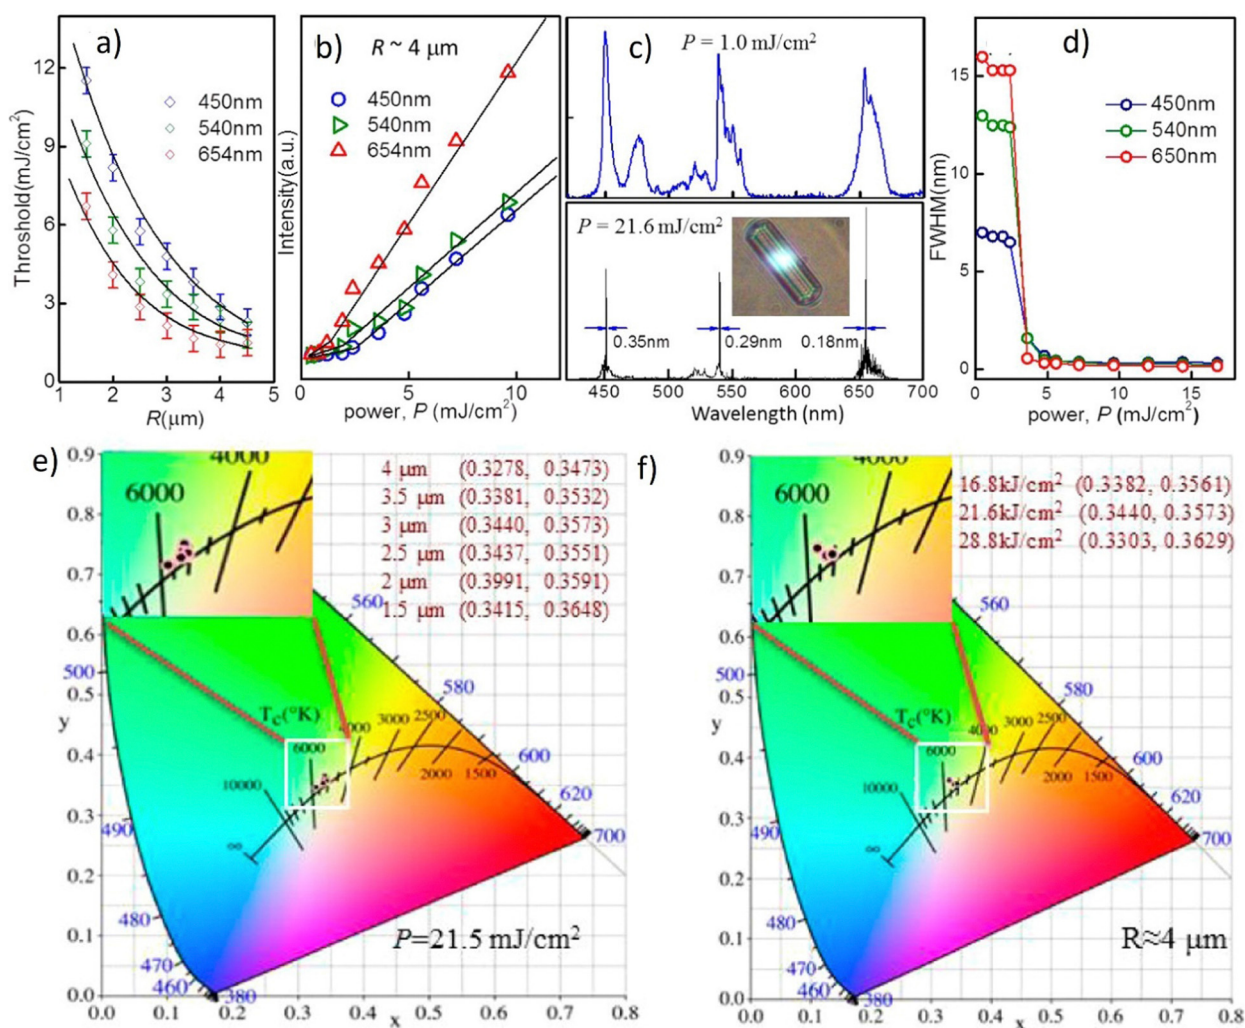 a)
450nm
540nm
654nm
Throshold(mJ/cm²)
12
9
6
3
0
1 2 3 4 5
R(μm)
b)
R ~ 4 μm
450nm
540nm
654nm
Intensity(a.u.)
0 5 10
power, P (mJ/cm²)
c)
P = 1.0 mJ/cm²
P = 21.6 mJ/cm²
0.35nm
0.29nm
0.18nm
450 500 550 600 650 700
Wavelength (nm)
d)
450nm
540nm
650nm
FWHM(nm)
15
10
5
0
0 5 10 15
power, P (mJ/cm²)
e)
4000
6000
4 μm (0.3278, 0.3473)
3.5 μm (0.3381, 0.3532)
3 μm (0.3440, 0.3573)
2.5 μm (0.3437, 0.3551)
2 μm (0.3991, 0.3591)
1.5 μm (0.3415, 0.3648)
0.9
0.8
0.7
0.6
0.5
0.4
0.3
0.2
0.1
0.0
y
560
580
600
620
700
500
490
480
470
460
380
Tc(°K)
∞
10000
6000
4000
3000
2500
2000
1500
P=21.5 mJ/cm²
0.0 0.1 0.2 0.3 0.4 0.5 0.6 0.7 0.8
x
f)
4000
6000
16.8kJ/cm² (0.3382, 0.3561)
21.6kJ/cm² (0.3440, 0.3573)
28.8kJ/cm² (0.3303, 0.3629)
0.9
0.8
0.7
0.6
0.5
0.4
0.3
0.2
0.1
0.0
y
560
580
600
620
700
500
490
480
470
460
380
Tc(°K)
∞
10000
6000
4000
3000
2500
2000
1500
R≈4 μm
0.0 0.1 0.2 0.3 0.4 0.5 0.6 0.7 0.8
x